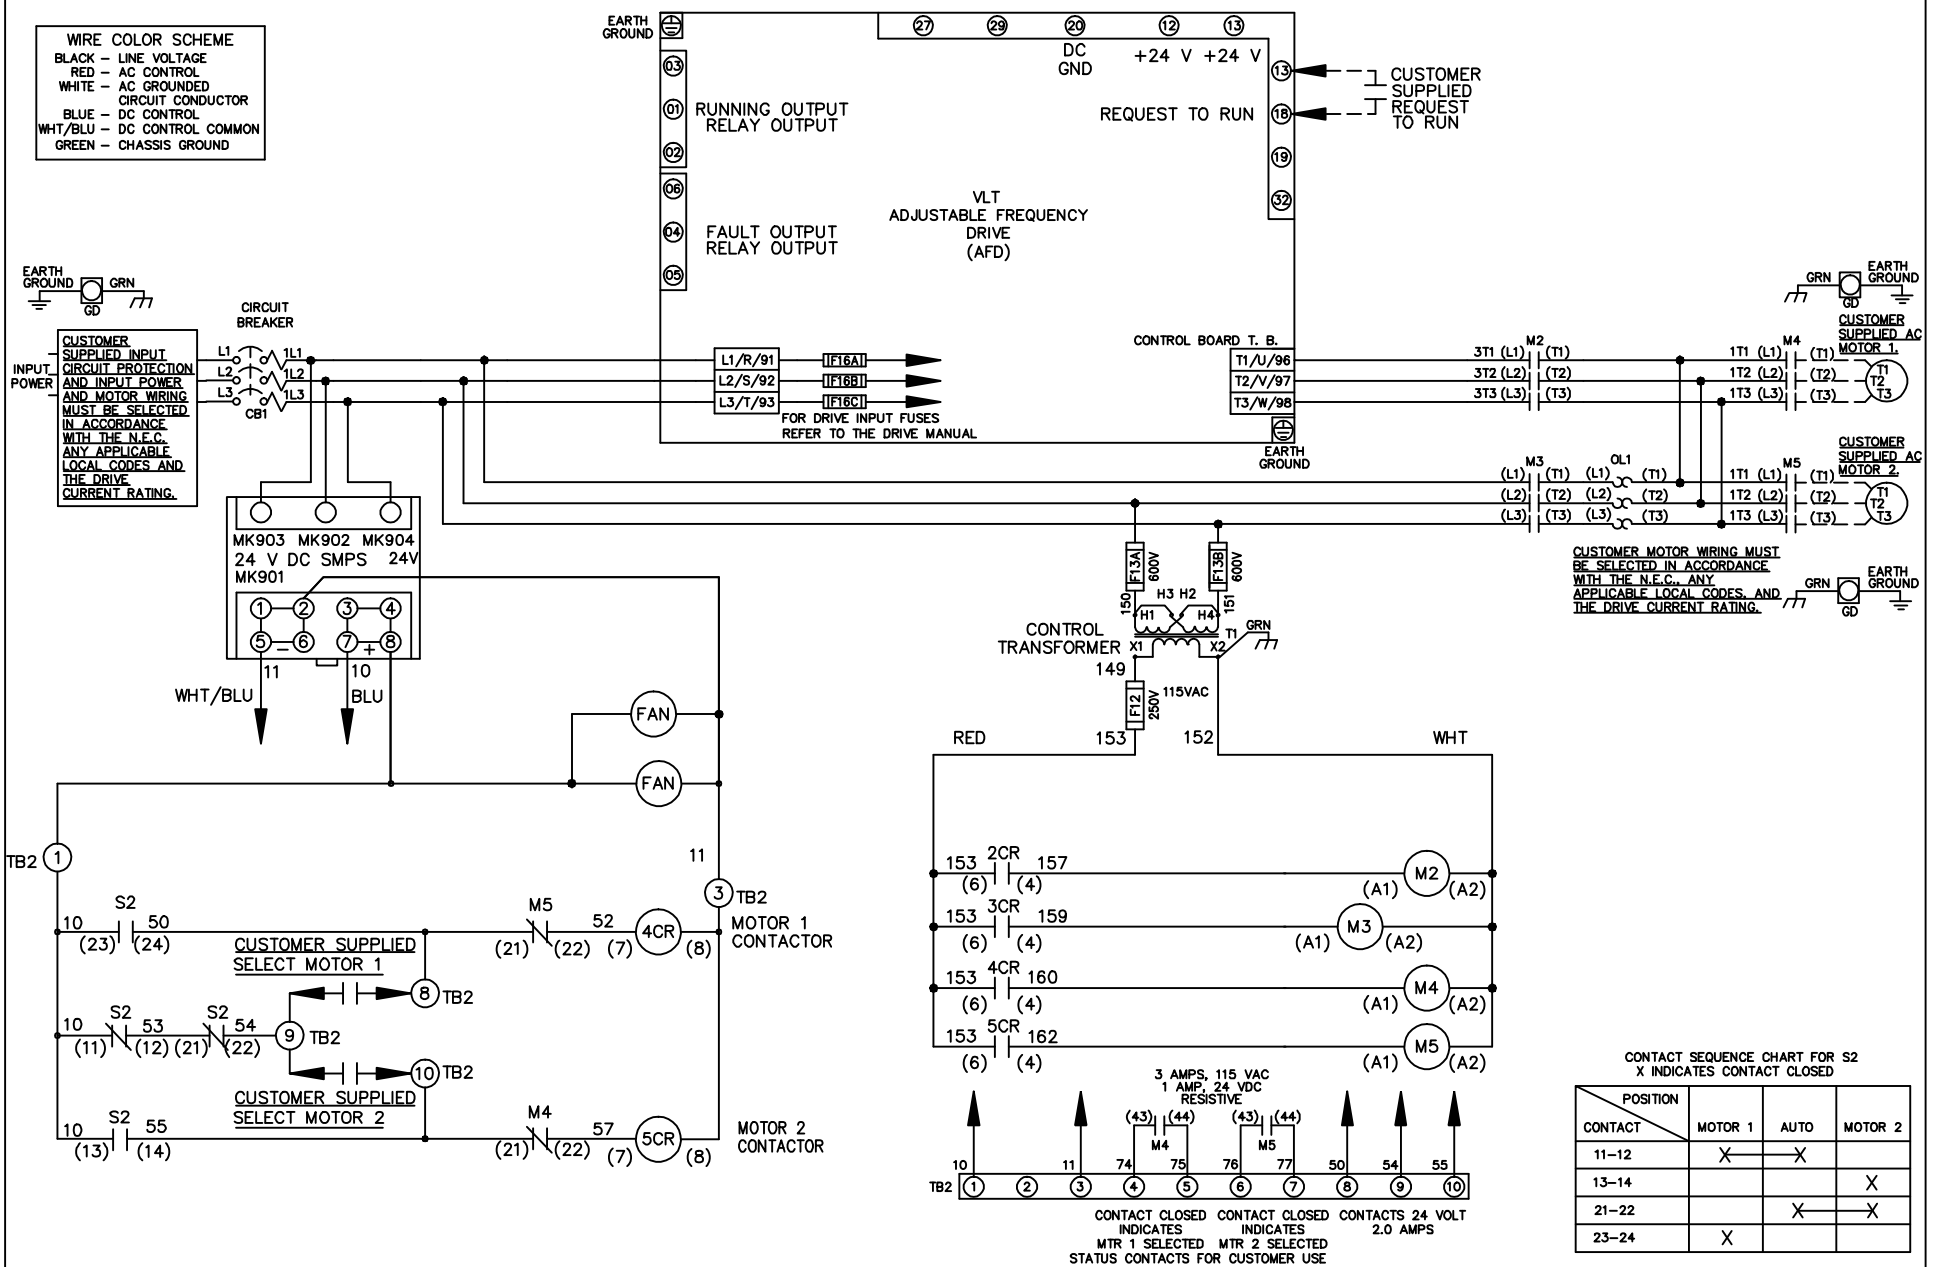 WIRE COLOR SCHEME
BLACK – LINE VOLTAGE
RED – AC CONTROL
WHITE – AC GROUNDED
CIRCUIT CONDUCTOR
BLUE – DC CONTROL
WHT/BLU – DC CONTROL COMMON
GREEN – CHASSIS GROUND
EARTH
GROUND
03
01
02
RUNNING OUTPUT
RELAY OUTPUT
06
04
05
FAULT OUTPUT
RELAY OUTPUT
27 29 20 12 13
DC
GND
+24 V +24 V
13
18
19
32
REQUEST TO RUN
CUSTOMER
SUPPLIED
REQUEST
TO RUN
VLT
ADJUSTABLE FREQUENCY
DRIVE
(AFD)
EARTH
GROUND
GRN
GD
CIRCUIT
BREAKER
INPUT
POWER
CUSTOMER
SUPPLIED INPUT
CIRCUIT PROTECTION
AND INPUT POWER
AND MOTOR WIRING
MUST BE SELECTED
IN ACCORDANCE
WITH THE N.E.C.
ANY APPLICABLE
LOCAL CODES AND
THE DRIVE
CURRENT RATING.
L1 1L1
L2 1L2
L3 1L3
CB1
L1/R/91 F16A
L2/S/92 F16B
L3/T/93 F16C
FOR DRIVE INPUT FUSES
REFER TO THE DRIVE MANUAL
CONTROL BOARD T. B.
T1/U/96
T2/V/97
T3/W/98
EARTH
GROUND
M2
3T1 (L1) (T1)
3T2 (L2) (T2)
3T3 (L3) (T3)
M4
1T1 (L1) (T1)
1T2 (L2) (T2)
1T3 (L3) (T3)
GRN
GD
EARTH
GROUND
CUSTOMER
SUPPLIED AC
MOTOR 1.
T1
T2
T3
M3 OL1
(L1) (T1) (L1) (T1)
(L2) (T2) (L2) (T2)
(L3) (T3) (L3) (T3)
M5
1T1 (L1) (T1)
1T2 (L2) (T2)
1T3 (L3) (T3)
CUSTOMER
SUPPLIED AC
MOTOR 2.
T1
T2
T3
CUSTOMER MOTOR WIRING MUST
BE SELECTED IN ACCORDANCE
WITH THE N.E.C., ANY
APPLICABLE LOCAL CODES, AND
THE DRIVE CURRENT RATING.
GRN
GD
EARTH
GROUND
MK903 MK902 MK904
24 V DC SMPS 24V
MK901
1 2 3 4
5 – 6 7 + 8
11
10
WHT/BLU
BLU
FAN
FAN
F13A
600V
F13B
600V
150
151
H3 H2
H1 H4
T1
X1 X2
GRN
CONTROL
TRANSFORMER
149
F12
250V
115VAC
153
152
RED
WHT
TB2 1
11
3 TB2
S2
10 50
(23) (24)
M5
(21) (22)
52
(7) 4CR (8)
MOTOR 1
CONTACTOR
CUSTOMER SUPPLIED
SELECT MOTOR 1
8 TB2
S2 S2
10 53 54
(11) (12) (21) (22)
9 TB2
10 TB2
CUSTOMER SUPPLIED
SELECT MOTOR 2
S2
10 55
(13) (14)
M4
(21) (22)
57
(7) 5CR (8)
MOTOR 2
CONTACTOR
153 2CR 157
(6) (4)
(A1) M2 (A2)
153 3CR 159
(6) (4)
(A1) M3 (A2)
153 4CR 160
(6) (4)
(A1) M4 (A2)
153 5CR 162
(6) (4)
(A1) M5 (A2)
3 AMPS, 115 VAC
1 AMP, 24 VDC
RESISTIVE
(43) (44) (43) (44)
M4 M5
10 11 74 75 76 77 50 54 55
TB2 1 2 3 4 5 6 7 8 9 10
CONTACT CLOSED
INDICATES
MTR 1 SELECTED
CONTACT CLOSED
INDICATES
MTR 2 SELECTED
STATUS CONTACTS FOR CUSTOMER USE
CONTACTS 24 VOLT
2.0 AMPS
CONTACT SEQUENCE CHART FOR S2
X INDICATES CONTACT CLOSED
POSITION
CONTACT MOTOR 1 AUTO MOTOR 2
11–12 X X
13–14 X
21–22 X X
23–24 X